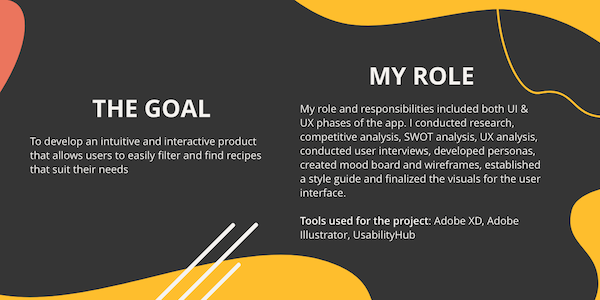 THE GOAL
To develop an intuitive and interactive product
that allows users to easily filter and find recipes
that suit their needs
MY ROLE
My role and responsibilities included both UI &
UX phases of the app. I conducted research,
competitive analysis, SWOT analysis, UX analysis,
conducted user interviews, developed personas,
created mood board and wireframes, established
a style guide and finalized the visuals for the user
interface.
Tools used for the project: Adobe XD, Adobe
Illustrator, UsabilityHub